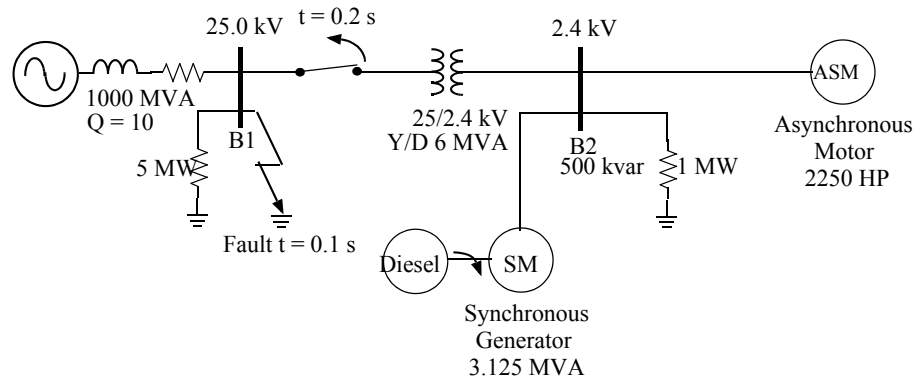 25.0 kV
t = 0.2 s
2.4 kV
1000 MVA
Q = 10
B1
5 MW
Fault t = 0.1 s
25/2.4 kV
Y/D 6 MVA
B2
500 kvar
1 MW
ASM
Asynchronous
Motor
2250 HP
Diesel
SM
Synchronous
Generator
3.125 MVA